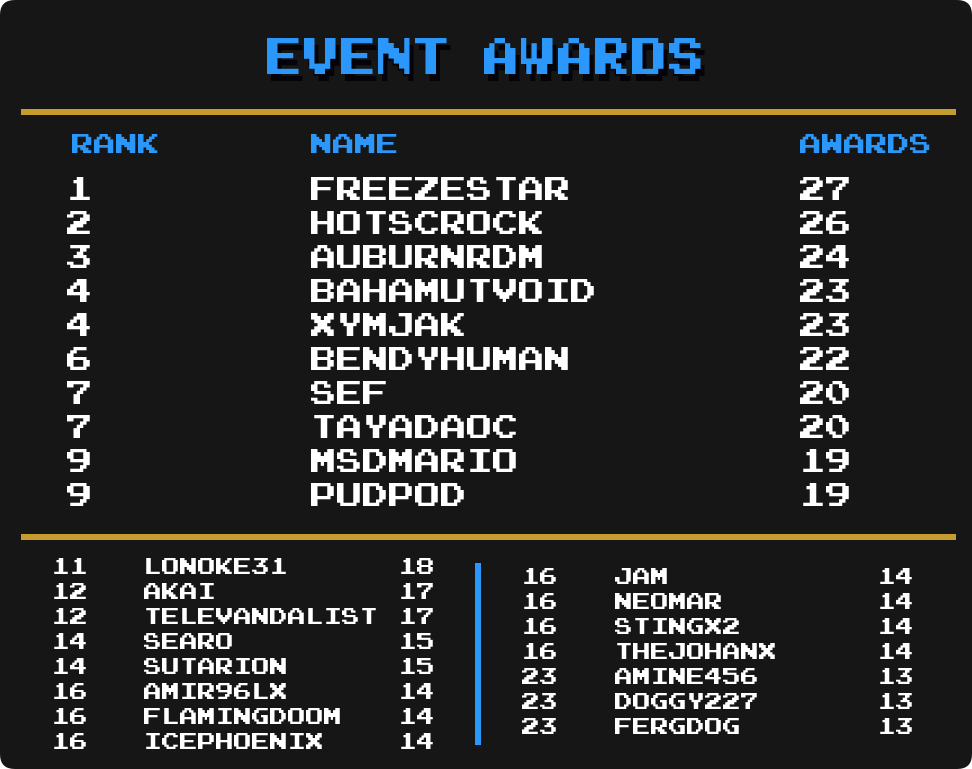 EVENT AWARDS
RANK NAME AWARDS
1 FREEZESTAR 27
2 HOTSCROCK 26
3 AUBURNRDM 24
4 BAHAMUTVOID 23
4 XYMJAK 23
6 BENDYHUMAN 22
7 SEF 20
7 TAYADAOC 20
9 MSDMARIO 19
9 PUDPOD 19
11 LONOKE31 18
12 AKAI 17
12 TELEVANDALIST 17
14 SEARO 15
14 SUTARION 15
16 AMIR96LX 14
16 FLAMINGDOOM 14
16 ICEPHOENIX 14
16 JAM 14
16 NEOMAR 14
16 STINGX2 14
16 THEJOHANX 14
23 AMINE456 13
23 DOGGY227 13
23 FERGDOG 13